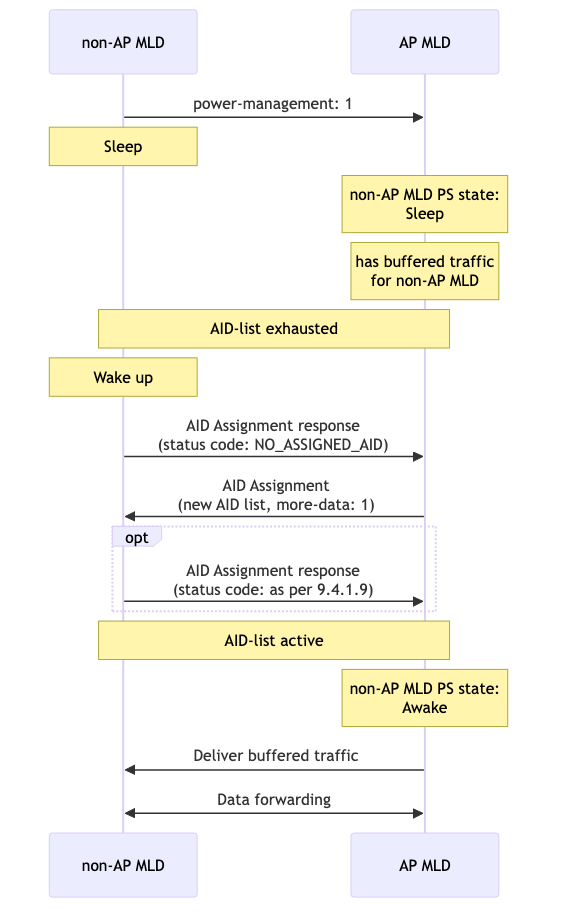 non-AP MLD
AP MLD
power-management: 1
Sleep
non-AP MLD PS state:
Sleep
has buffered traffic
for non-AP MLD
AID-list exhausted
Wake up
AID Assignment response
(status code: NO_ASSIGNED_AID)
AID Assignment
(new AID list, more-data: 1)
opt
AID Assignment response
(status code: as per 9.4.1.9)
AID-list active
non-AP MLD PS state:
Awake
Deliver buffered traffic
Data forwarding
non-AP MLD
AP MLD